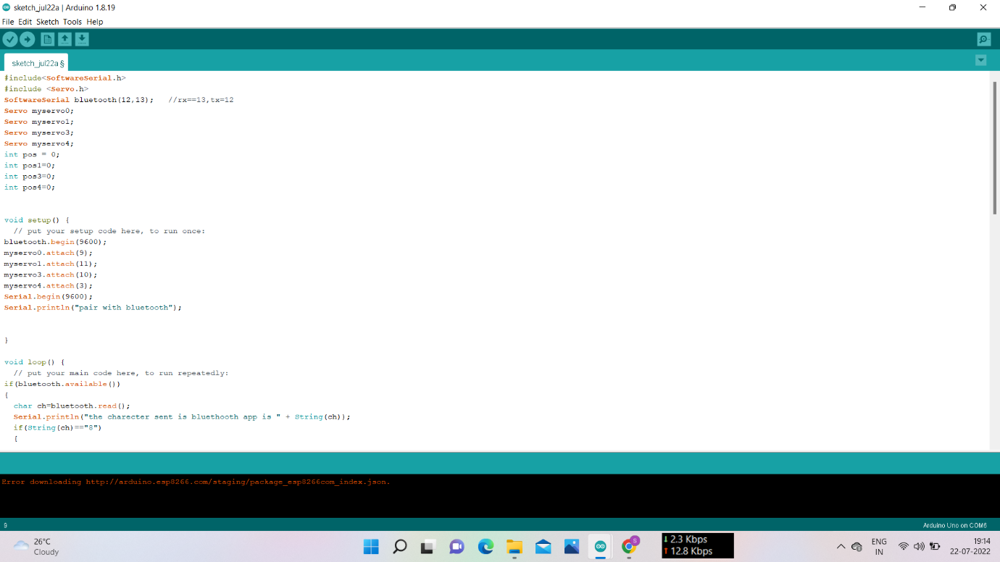 sketch_jul22a | Arduino 1.8.19
File Edit Sketch Tools Help
sketch_jul22a §
#include<SoftwareSerial.h>
#include <Servo.h>
SoftwareSerial bluetooth(12,13);   //rx==13,tx=12
Servo myservo0;
Servo myservo1;
Servo myservo3;
Servo myservo4;
int pos = 0;
int pos1=0;
int pos3=0;
int pos4=0;
void setup() {
  // put your setup code here, to run once:
bluetooth.begin(9600);
myservo0.attach(9);
myservo1.attach(11);
myservo3.attach(10);
myservo4.attach(3);
Serial.begin(9600);
Serial.println("pair with bluetooth");
}
void loop() {
  // put your main code here, to run repeatedly:
if(bluetooth.available())
{
  char ch=bluetooth.read();
  Serial.println("the charecter sent is bluethooth app is " + String(ch));
  if(String(ch)=="8")
  {
Error downloading http://arduino.esp8266.com/staging/package_esp8266com_index.json.
9
Arduino Uno on COM6
26°C
Cloudy
S
↓ 2.3 Kbps
↑ 12.8 Kbps
ENG
IN
19:14
22-07-2022